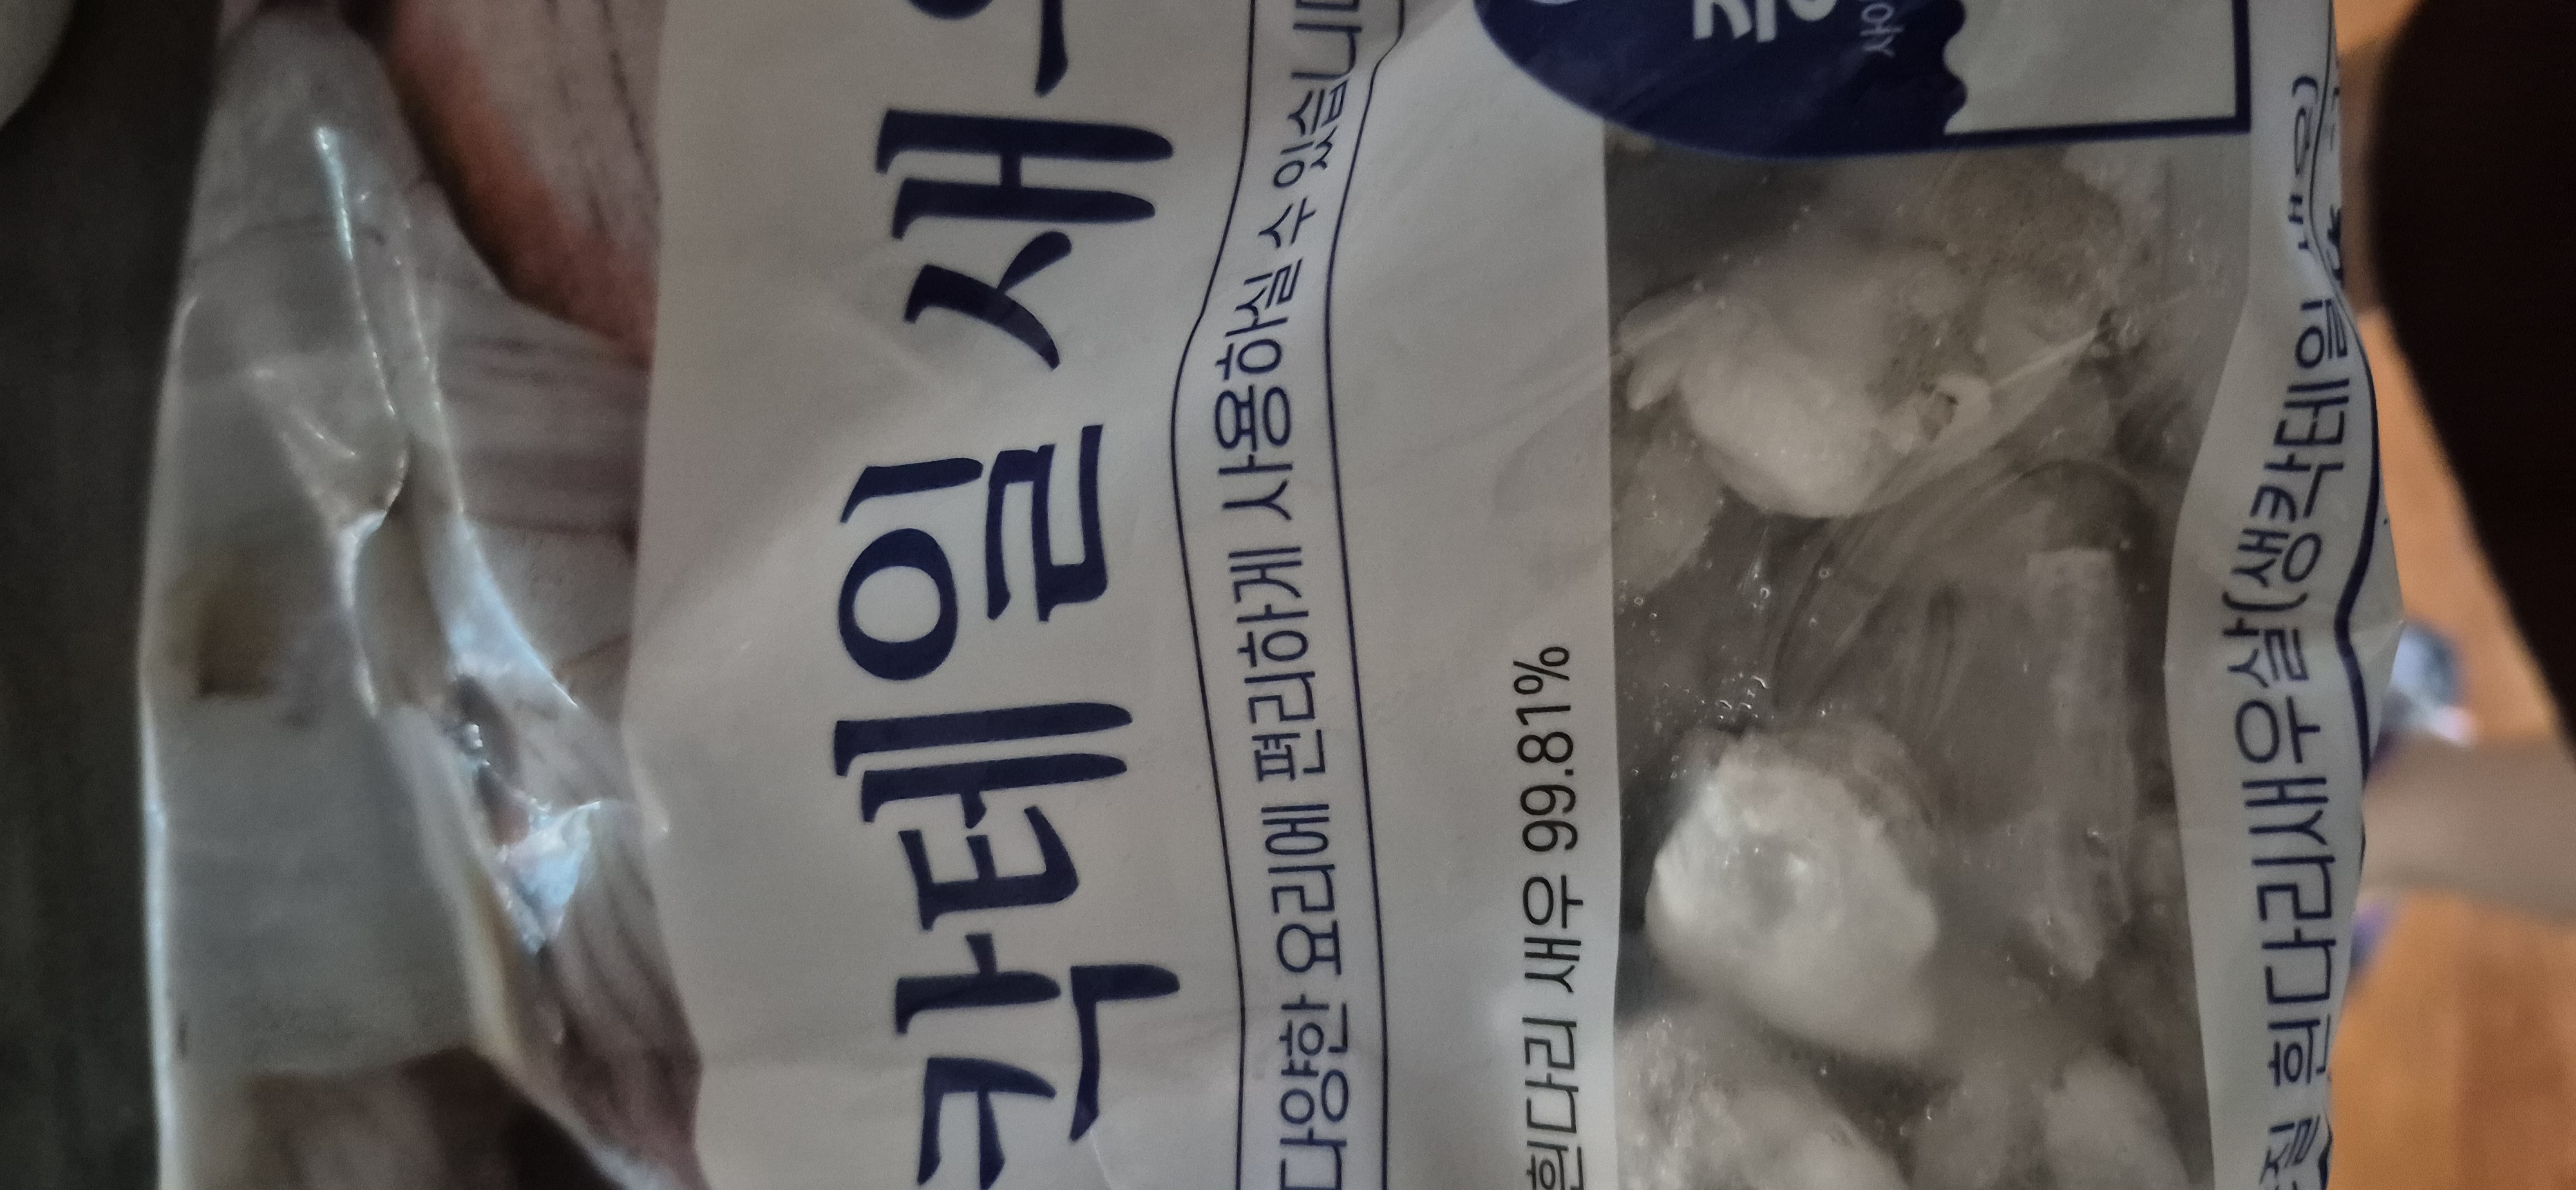 칵테일 새우
다양한 요리에 편리하게 사용하실 수 있습니다
흰다리 새우 99.81%
흰다리새우살(생칵테일